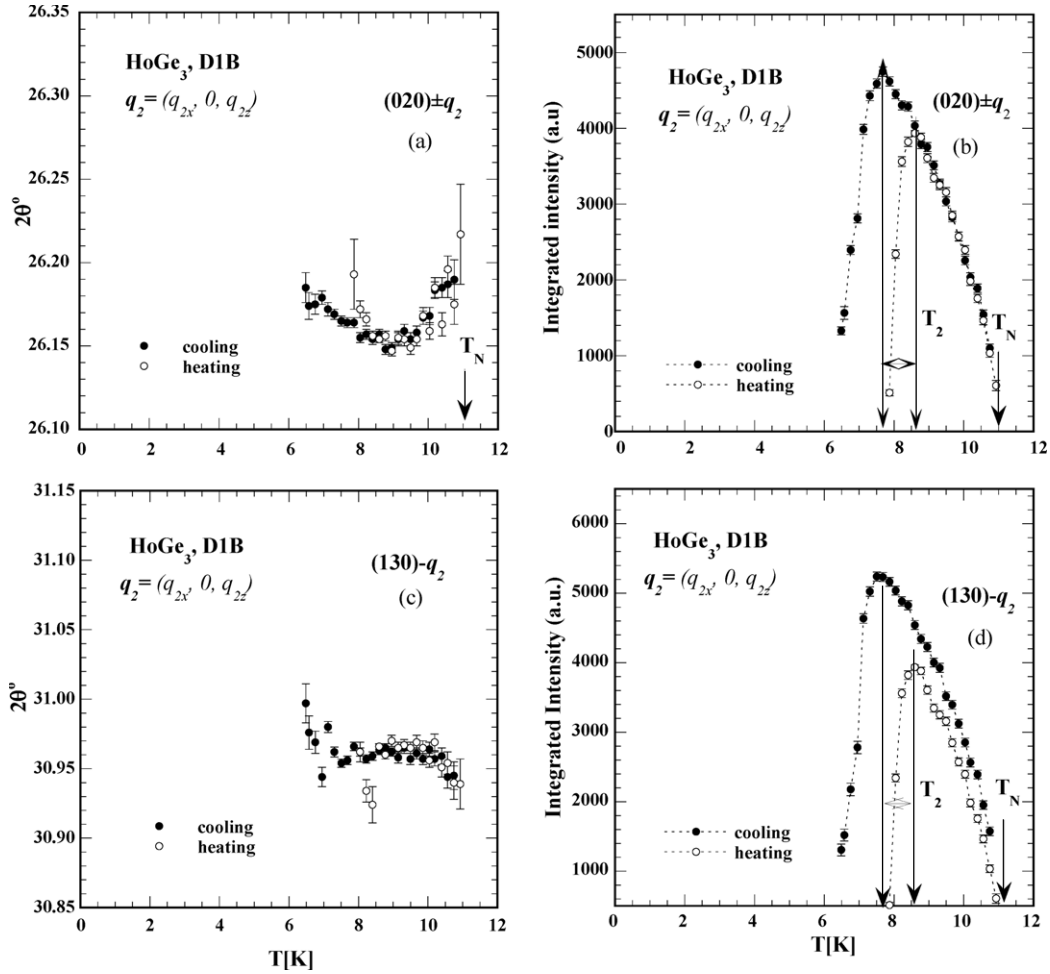 26.35
26.30
26.25
26.20
26.15
26.10
2θ°
HoGe3, D1B
q2= (q2x, 0, q2z)
(020)±q2
(a)
cooling
heating
TN
0 2 4 6 8 10 12
5000
4000
3000
2000
1000
0
Integrated intensity (a.u)
HoGe3, D1B
q2= (q2x, 0, q2z)
(020)±q2
(b)
T2
TN
cooling
heating
0 2 4 6 8 10 12
31.15
31.10
31.05
31.00
30.95
30.90
30.85
2θ°
HoGe3, D1B
q2= (q2x, 0, q2z)
(130)-q2
(c)
cooling
heating
0 2 4 6 8 10 12
T[K]
6000
5000
4000
3000
2000
1000
Integrated Intensity (a.u.)
HoGe3, D1B
q2= (q2x, 0, q2z)
(130)-q2
(d)
T2
TN
cooling
heating
0 2 4 6 8 10 12
T[K]